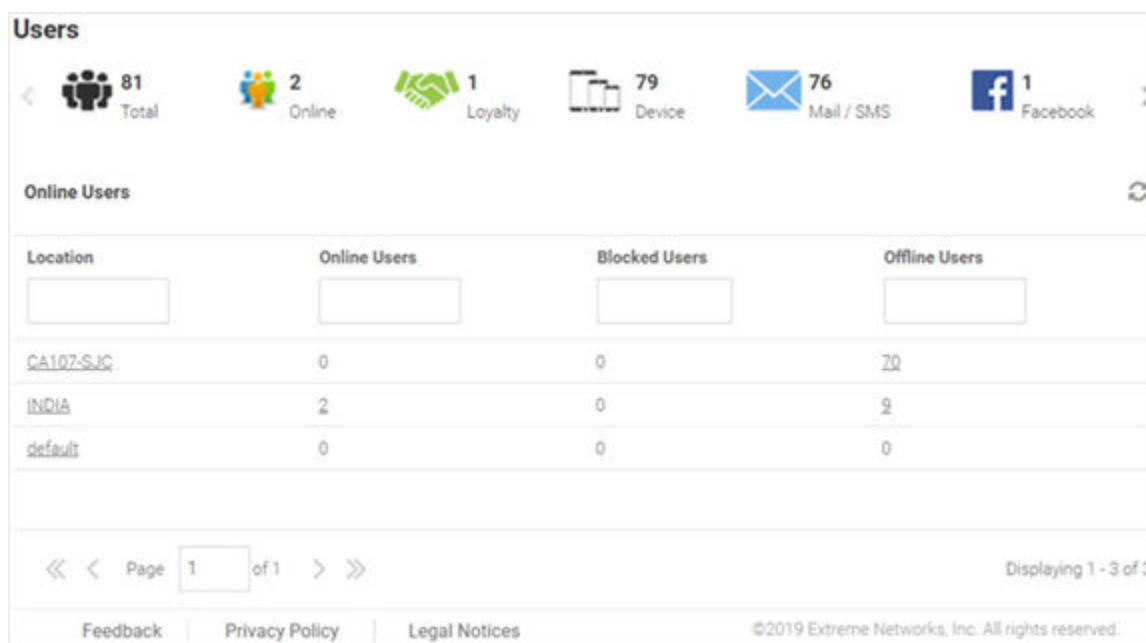 Users
81 Total
2 Online
1 Loyalty
79 Device
76 Mail / SMS
1 Facebook
Online Users
Location Online Users Blocked Users Offline Users
CA107-SJC 0 0 70
INDIA 2 0 9
default 0 0 0
Page 1 of 1 Displaying 1 - 3 of 3
Feedback Privacy Policy Legal Notices ©2019 Extreme Networks, Inc. All rights reserved.